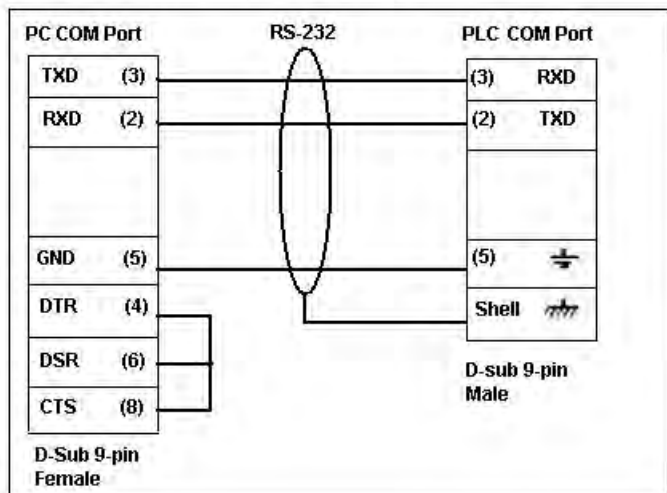 PC COM Port RS-232 PLC COM Port
TXD (3) (3) RXD
RXD (2) (2) TXD
GND (5) (5)
DTR (4) Shell
DSR (6)
CTS (8)
D-sub 9-pin
Male
D-Sub 9-pin
Female